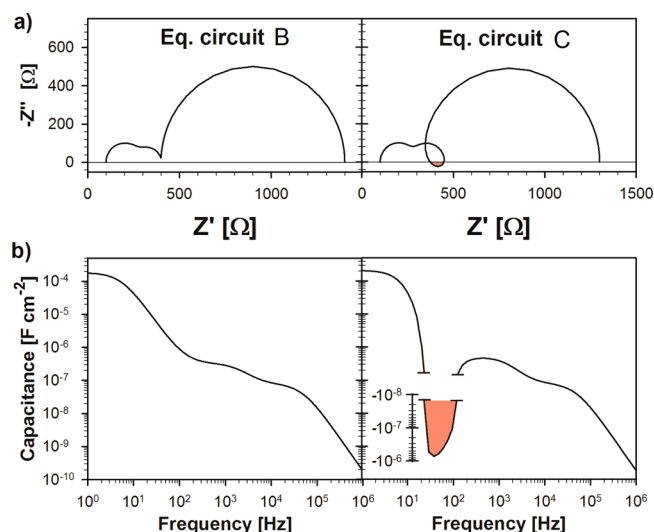 a)
Eq. circuit B
Eq. circuit C
-Z'' [Ω]
600
400
200
0
0
500
1000
0
500
1000
1500
Z' [Ω]
Z' [Ω]
b)
Capacitance [F cm⁻²]
10⁻⁴
10⁻⁵
10⁻⁶
10⁻⁷
10⁻⁸
10⁻⁹
10⁻¹⁰
-10⁻⁸
-10⁻⁷
-10⁻⁶
10⁰ 10¹ 10² 10³ 10⁴ 10⁵ 10⁶
10¹ 10² 10³ 10⁴ 10⁵ 10⁶
Frequency [Hz]
Frequency [Hz]